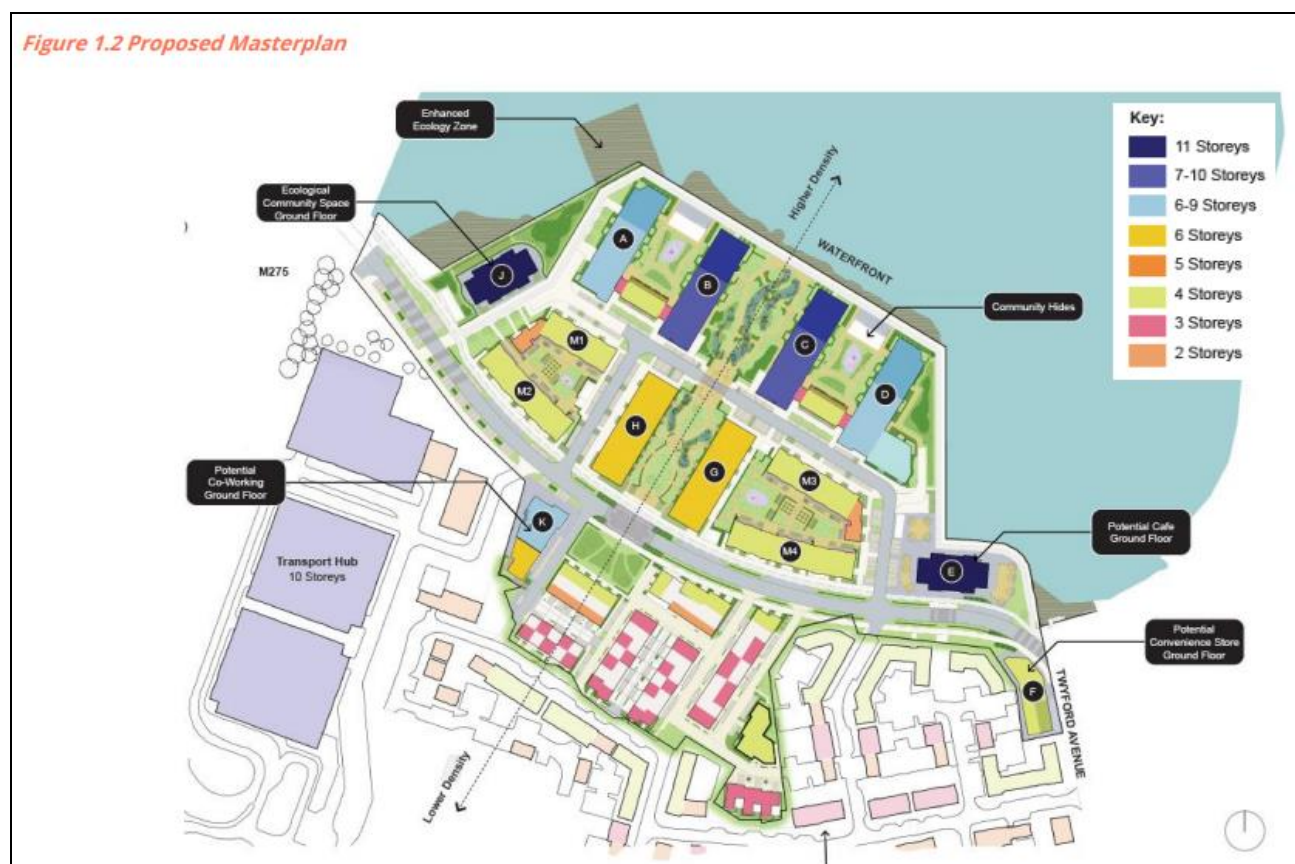 Figure 1.2 Proposed Masterplan
Enhanced
Ecology Zone
Key:
11 Storeys
7-10 Storeys
6-9 Storeys
6 Storeys
5 Storeys
4 Storeys
3 Storeys
2 Storeys
Higher Density
Ecological
Community Space
Ground Floor
)
M275
WATERFRONT
A
J
B
C
D
Community Hides
M1
M2
H
G
M3
M4
Potential
Co-Working
Ground Floor
K
Transport Hub
10 Storeys
Potential Cafe
Ground Floor
E
Potential
Convenience Store
Ground Floor
F
TWYFORD AVENUE
Lower Density